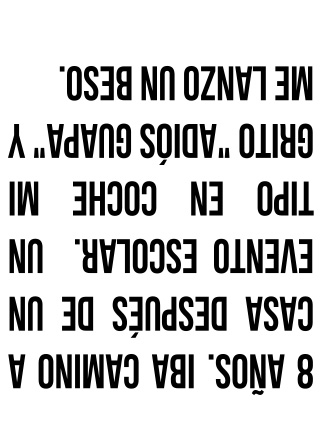 8 AÑOS. IBA CAMINO A
CASA DESPUÉS DE UN
EVENTO ESCOLAR. UN
TIPO EN COCHE MI
GRITO "ADIÓS GUAPA" Y
ME LANZO UN BESO.